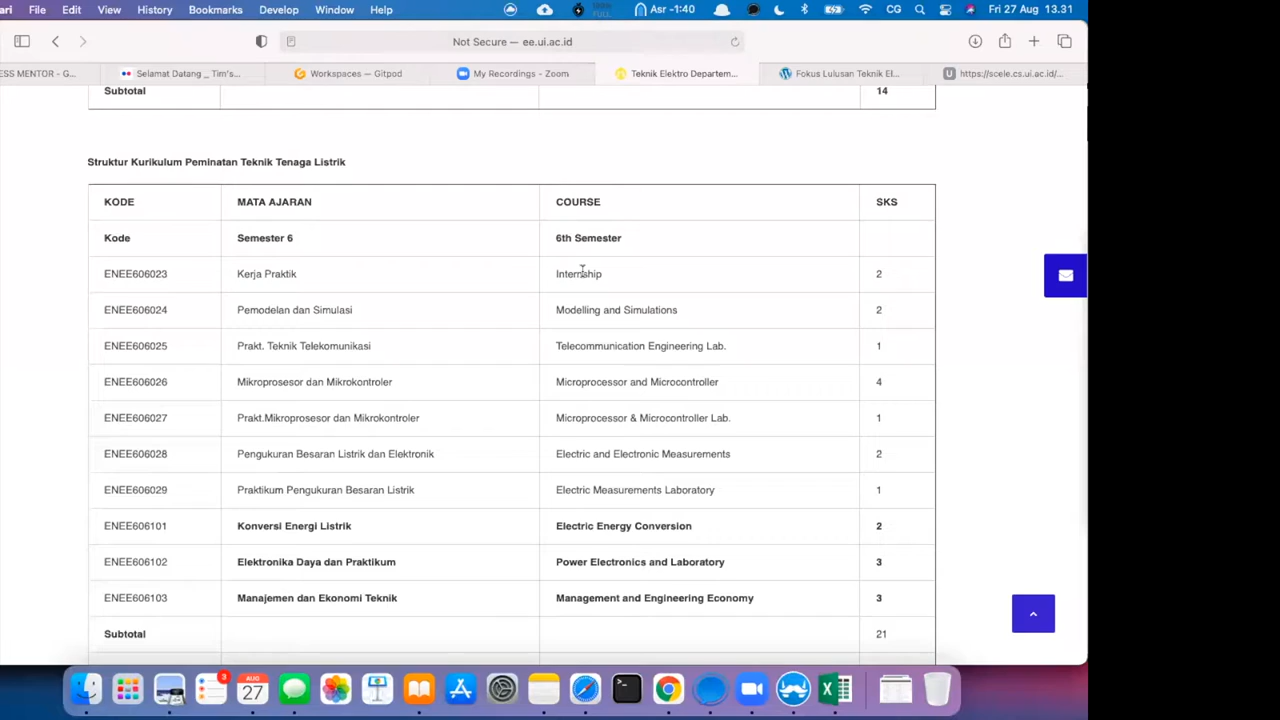 ari File Edit View History Bookmarks Develop Window Help Asr -1:40 CG Fri 27 Aug 13.31
Not Secure — ee.ui.ac.id
ESS MENTOR - G... Selamat Datang _ Tim's... Workspaces — Gitpod My Recordings - Zoom Teknik Elektro Departem... Fokus Lulusan Teknik El... https://scele.cs.ui.ac.id/...
Subtotal 14
Struktur Kurikulum Peminatan Teknik Tenaga Listrik
KODE MATA AJARAN COURSE SKS
Kode Semester 6 6th Semester
ENEE606023 Kerja Praktik Internship 2
ENEE606024 Pemodelan dan Simulasi Modelling and Simulations 2
ENEE606025 Prakt. Teknik Telekomunikasi Telecommunication Engineering Lab. 1
ENEE606026 Mikroprosesor dan Mikrokontroler Microprocessor and Microcontroller 4
ENEE606027 Prakt.Mikroprosesor dan Mikrokontroler Microprocessor & Microcontroller Lab. 1
ENEE606028 Pengukuran Besaran Listrik dan Elektronik Electric and Electronic Measurements 2
ENEE606029 Praktikum Pengukuran Besaran Listrik Electric Measurements Laboratory 1
ENEE606101 Konversi Energi Listrik Electric Energy Conversion 2
ENEE606102 Elektronika Daya dan Praktikum Power Electronics and Laboratory 3
ENEE606103 Manajemen dan Ekonomi Teknik Management and Engineering Economy 3
Subtotal 21
3
AUG
27